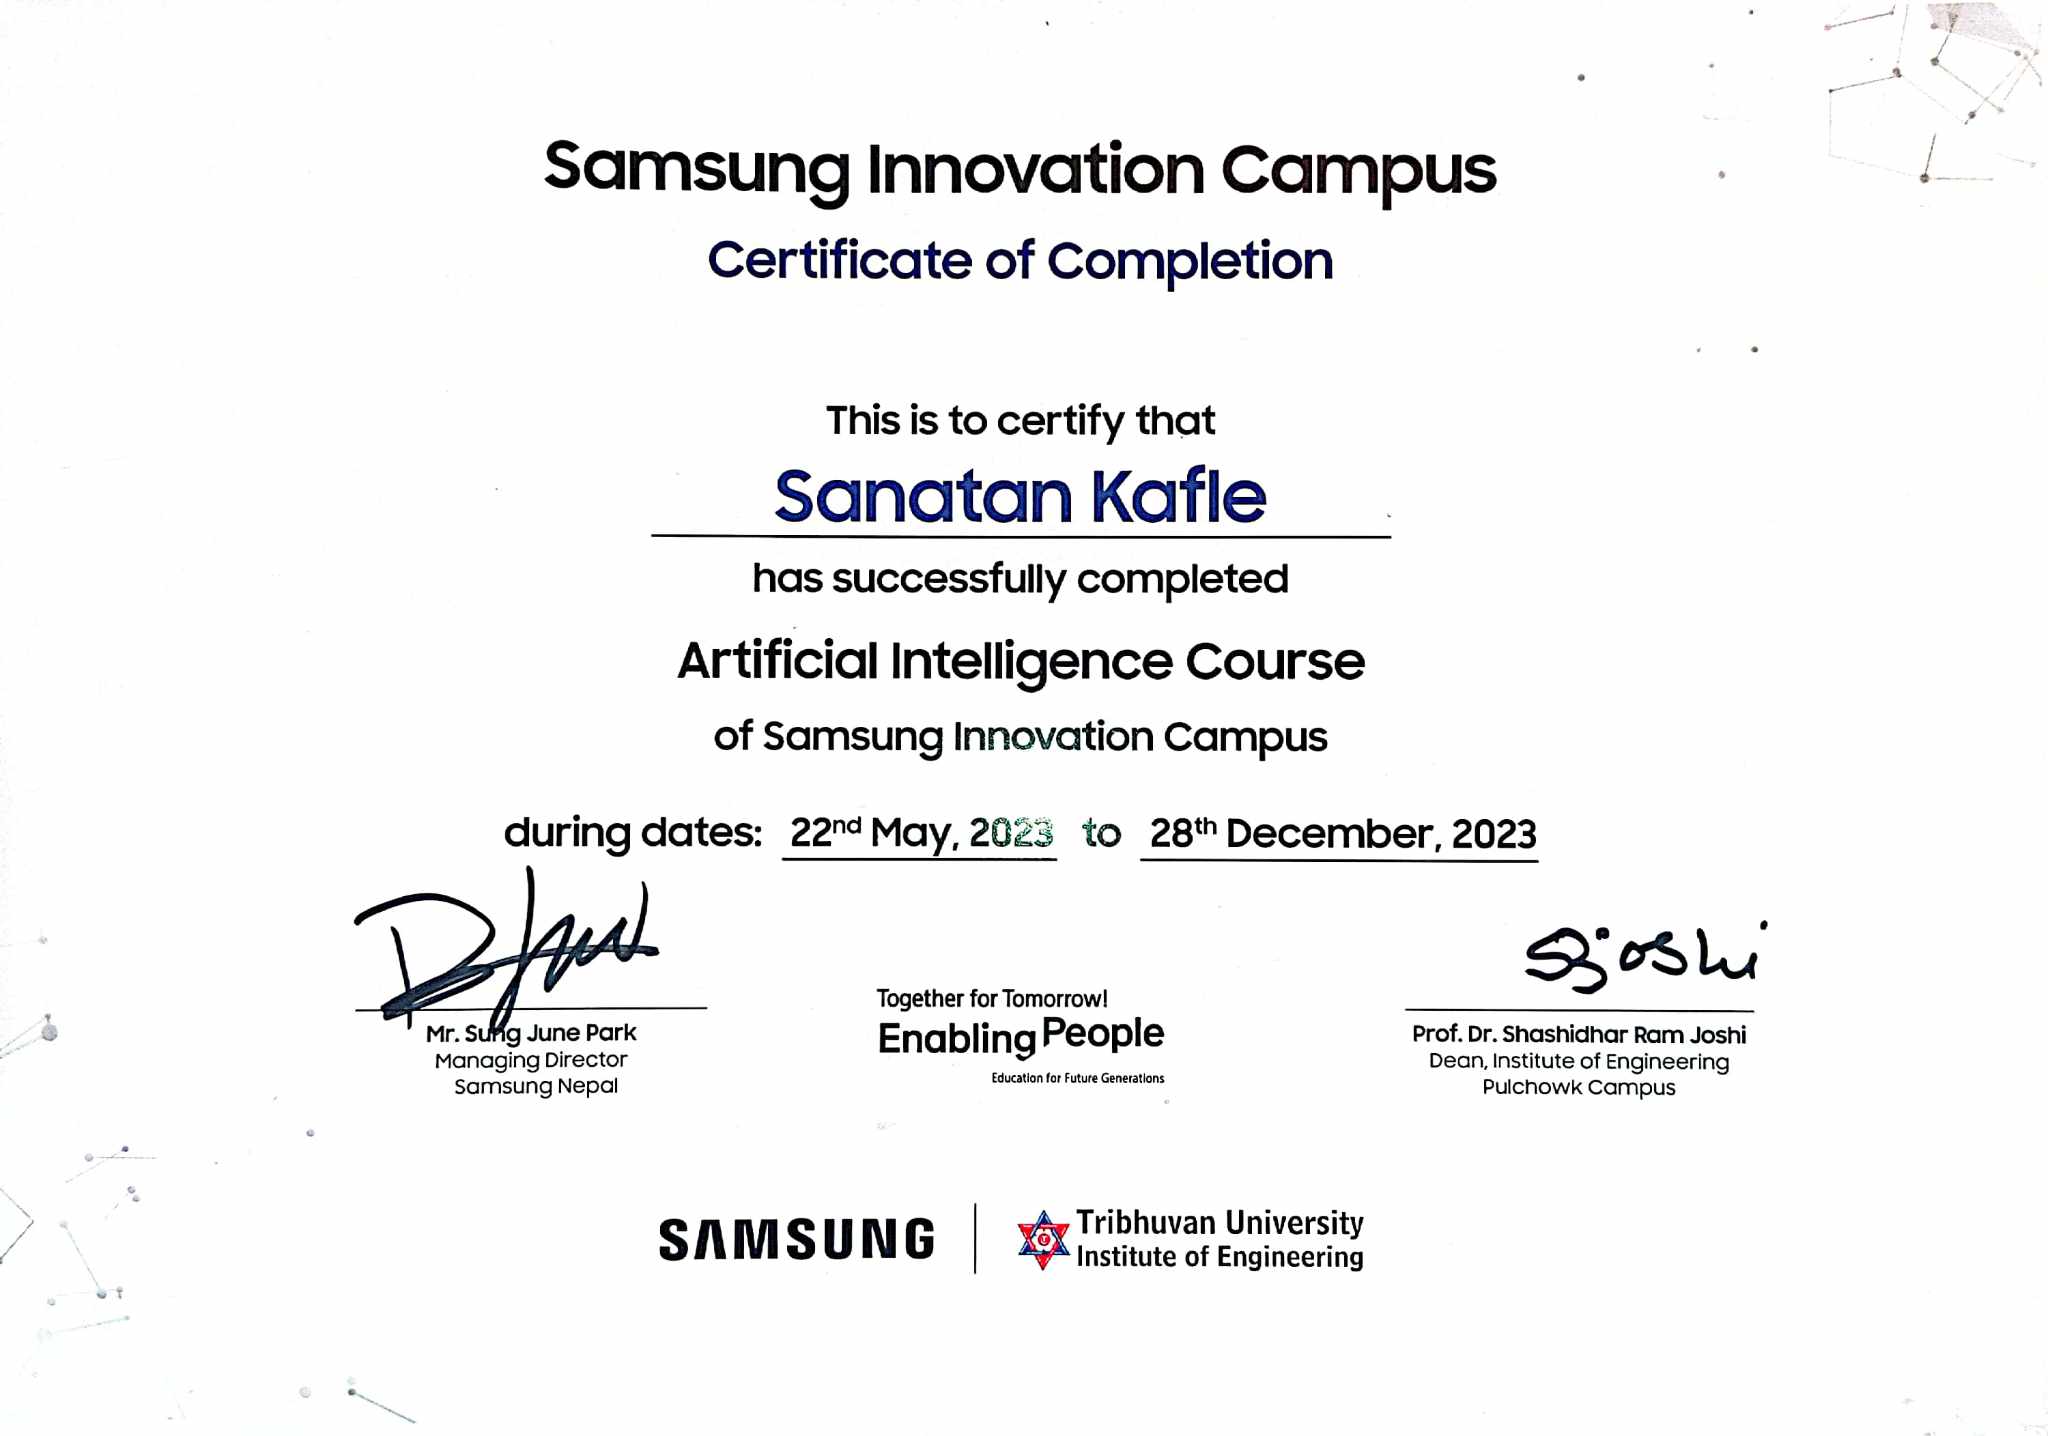 Samsung Innovation Campus
Certificate of Completion
This is to certify that
Sanatan Kafle
has successfully completed
Artificial Intelligence Course
of Samsung Innovation Campus
during dates: 22nd May, 2023 to 28th December, 2023
Sjoshi
Mr. Sung June Park
Managing Director
Samsung Nepal
Together for Tomorrow!
Enabling People
Education for Future Generations
Prof. Dr. Shashidhar Ram Joshi
Dean, Institute of Engineering
Pulchowk Campus
SAMSUNG
Tribhuvan University
Institute of Engineering